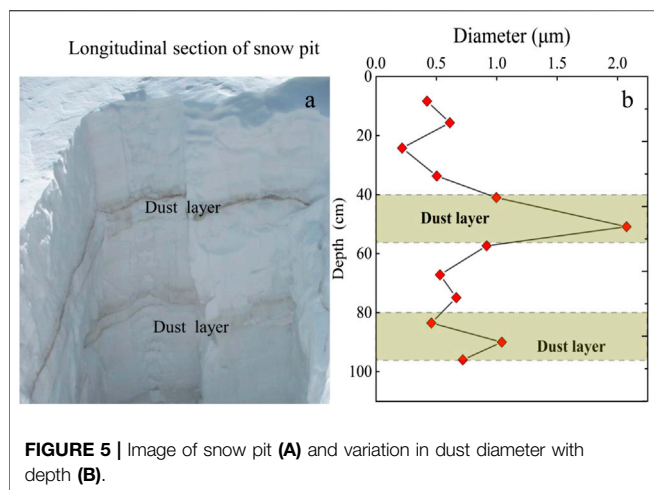 Longitudinal section of snow pit
a
Dust layer
Dust layer
Diameter (μm)
0.0 0.5 1.0 1.5 2.0
b
0
20
40
60
80
100
Depth (cm)
Dust layer
Dust layer
FIGURE 5 | Image of snow pit (A) and variation in dust diameter with
depth (B).